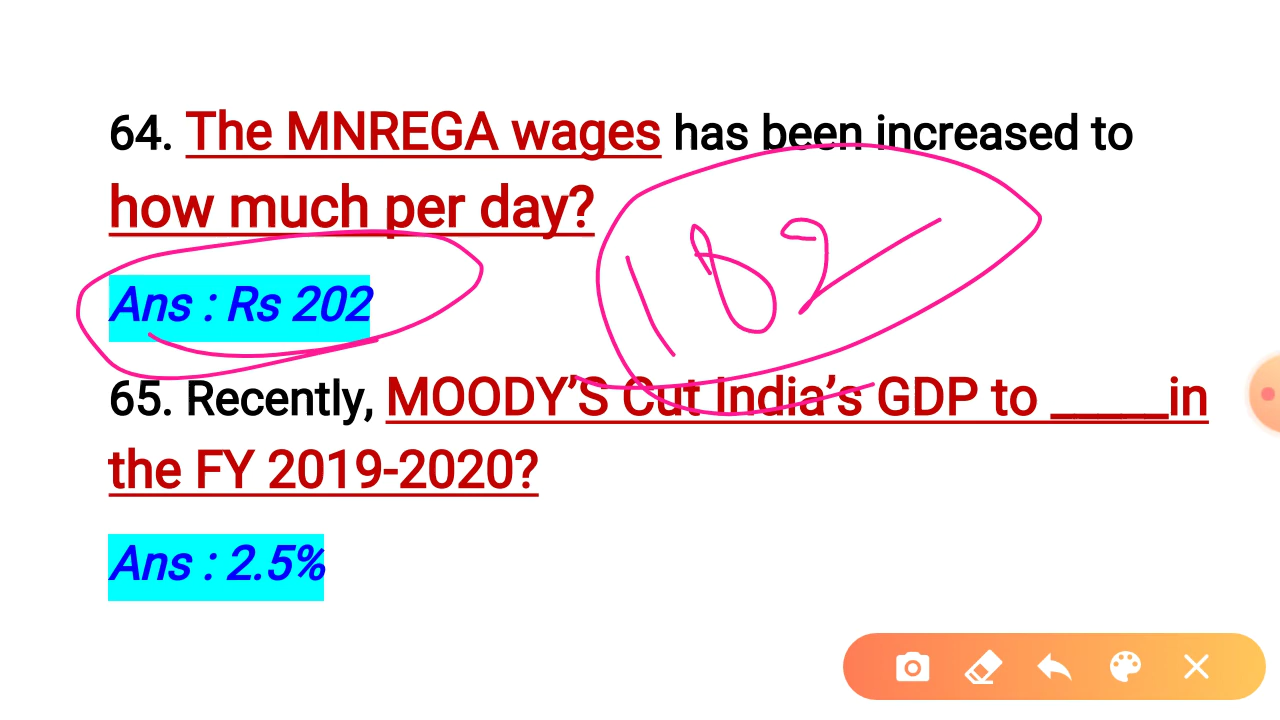 64. The MNREGA wages has been increased to
how much per day?
182
Ans : Rs 202
65. Recently, MOODY'S Cut India's GDP to _____in
the FY 2019-2020?
Ans : 2.5%